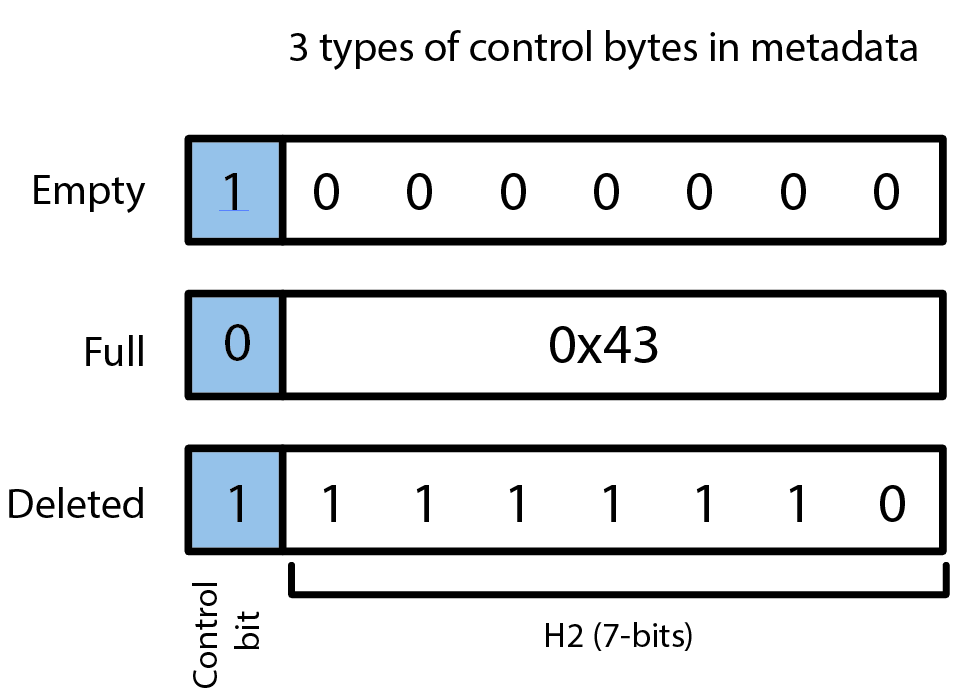 3 types of control bytes in metadata
Empty 1 0 0 0 0 0 0 0
Full 0 0x43
Deleted 1 1 1 1 1 1 1 0
Control bit
H2 (7-bits)